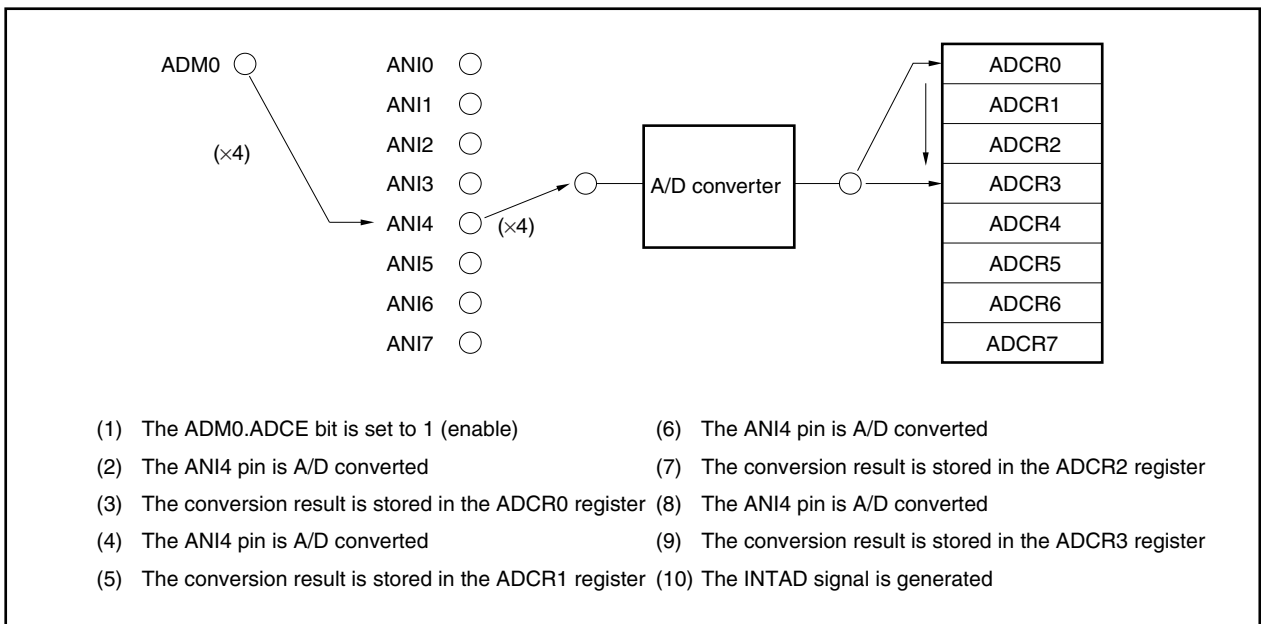 ADM0
(×4)
ANI0
ANI1
ANI2
ANI3
ANI4
ANI5
ANI6
ANI7
(×4)
A/D converter
ADCR0
ADCR1
ADCR2
ADCR3
ADCR4
ADCR5
ADCR6
ADCR7
(1) The ADM0.ADCE bit is set to 1 (enable)
(2) The ANI4 pin is A/D converted
(3) The conversion result is stored in the ADCR0 register
(4) The ANI4 pin is A/D converted
(5) The conversion result is stored in the ADCR1 register
(6) The ANI4 pin is A/D converted
(7) The conversion result is stored in the ADCR2 register
(8) The ANI4 pin is A/D converted
(9) The conversion result is stored in the ADCR3 register
(10) The INTAD signal is generated